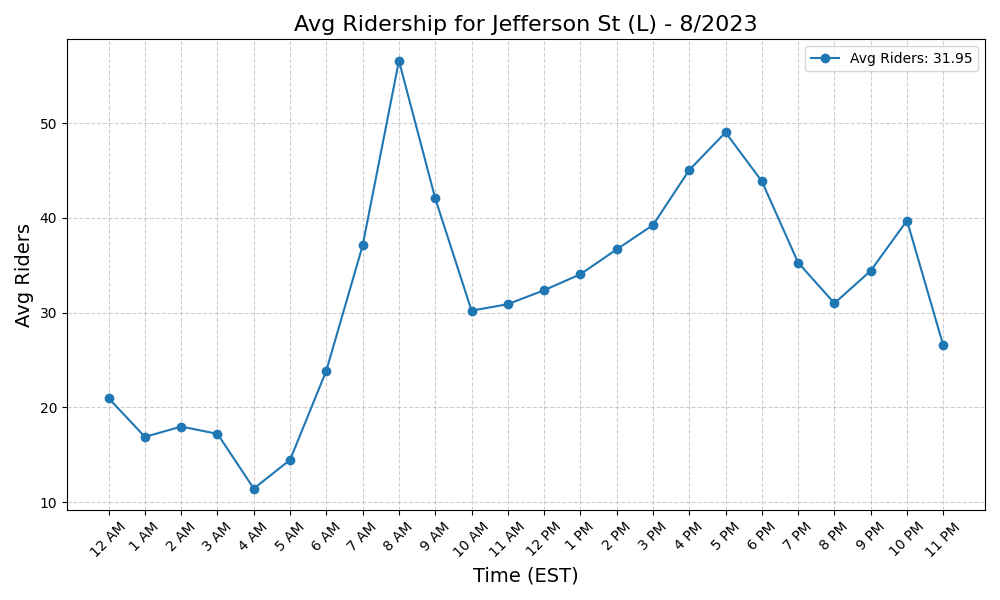 Avg Ridership for Jefferson St (L) - 8/2023
Avg Riders: 31.95
Avg Riders
50
40
30
20
10
12 AM
1 AM
2 AM
3 AM
4 AM
5 AM
6 AM
7 AM
8 AM
9 AM
10 AM
11 AM
12 PM
1 PM
2 PM
3 PM
4 PM
5 PM
6 PM
7 PM
8 PM
9 PM
10 PM
11 PM
Time (EST)